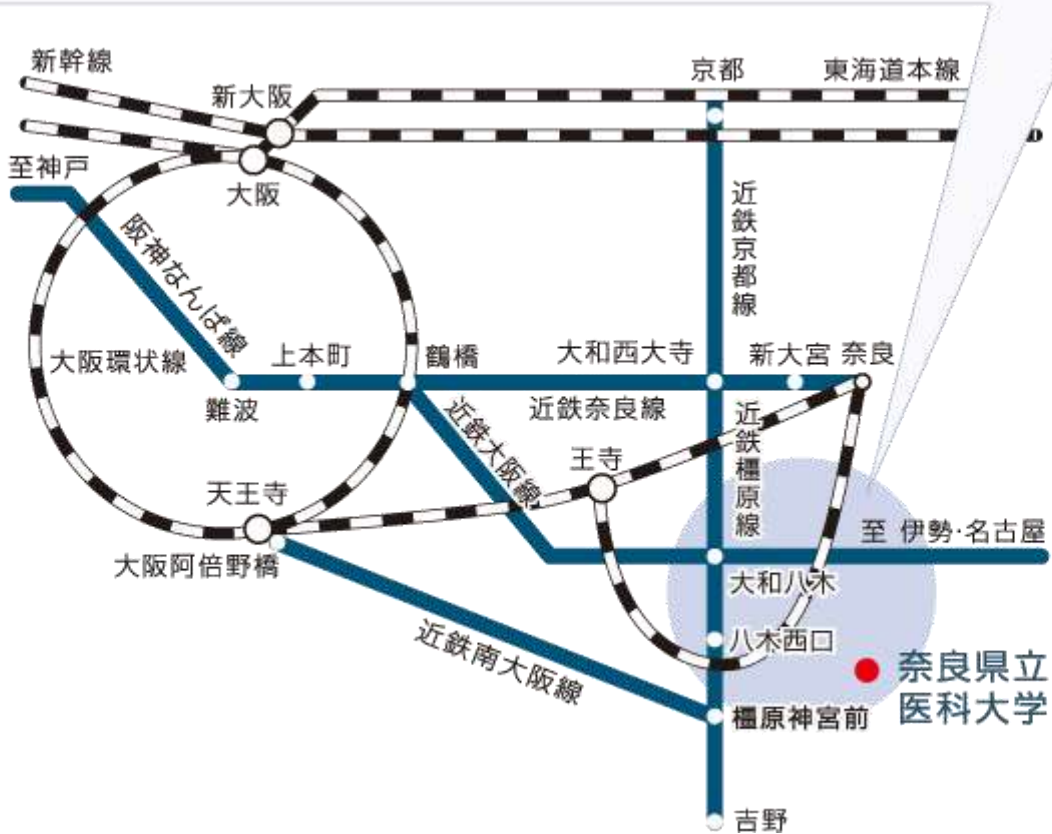 新幹線
新大阪
京都
東海道本線
至神戸
大阪
阪神なんば線
近鉄京都線
大阪環状線
上本町
鶴橋
大和西大寺
新大宮
奈良
難波
近鉄奈良線
近鉄大阪線
近鉄橿原線
王寺
天王寺
至 伊勢・名古屋
大阪阿倍野橋
大和八木
近鉄南大阪線
八木西口
奈良県立
医科大学
橿原神宮前
吉野